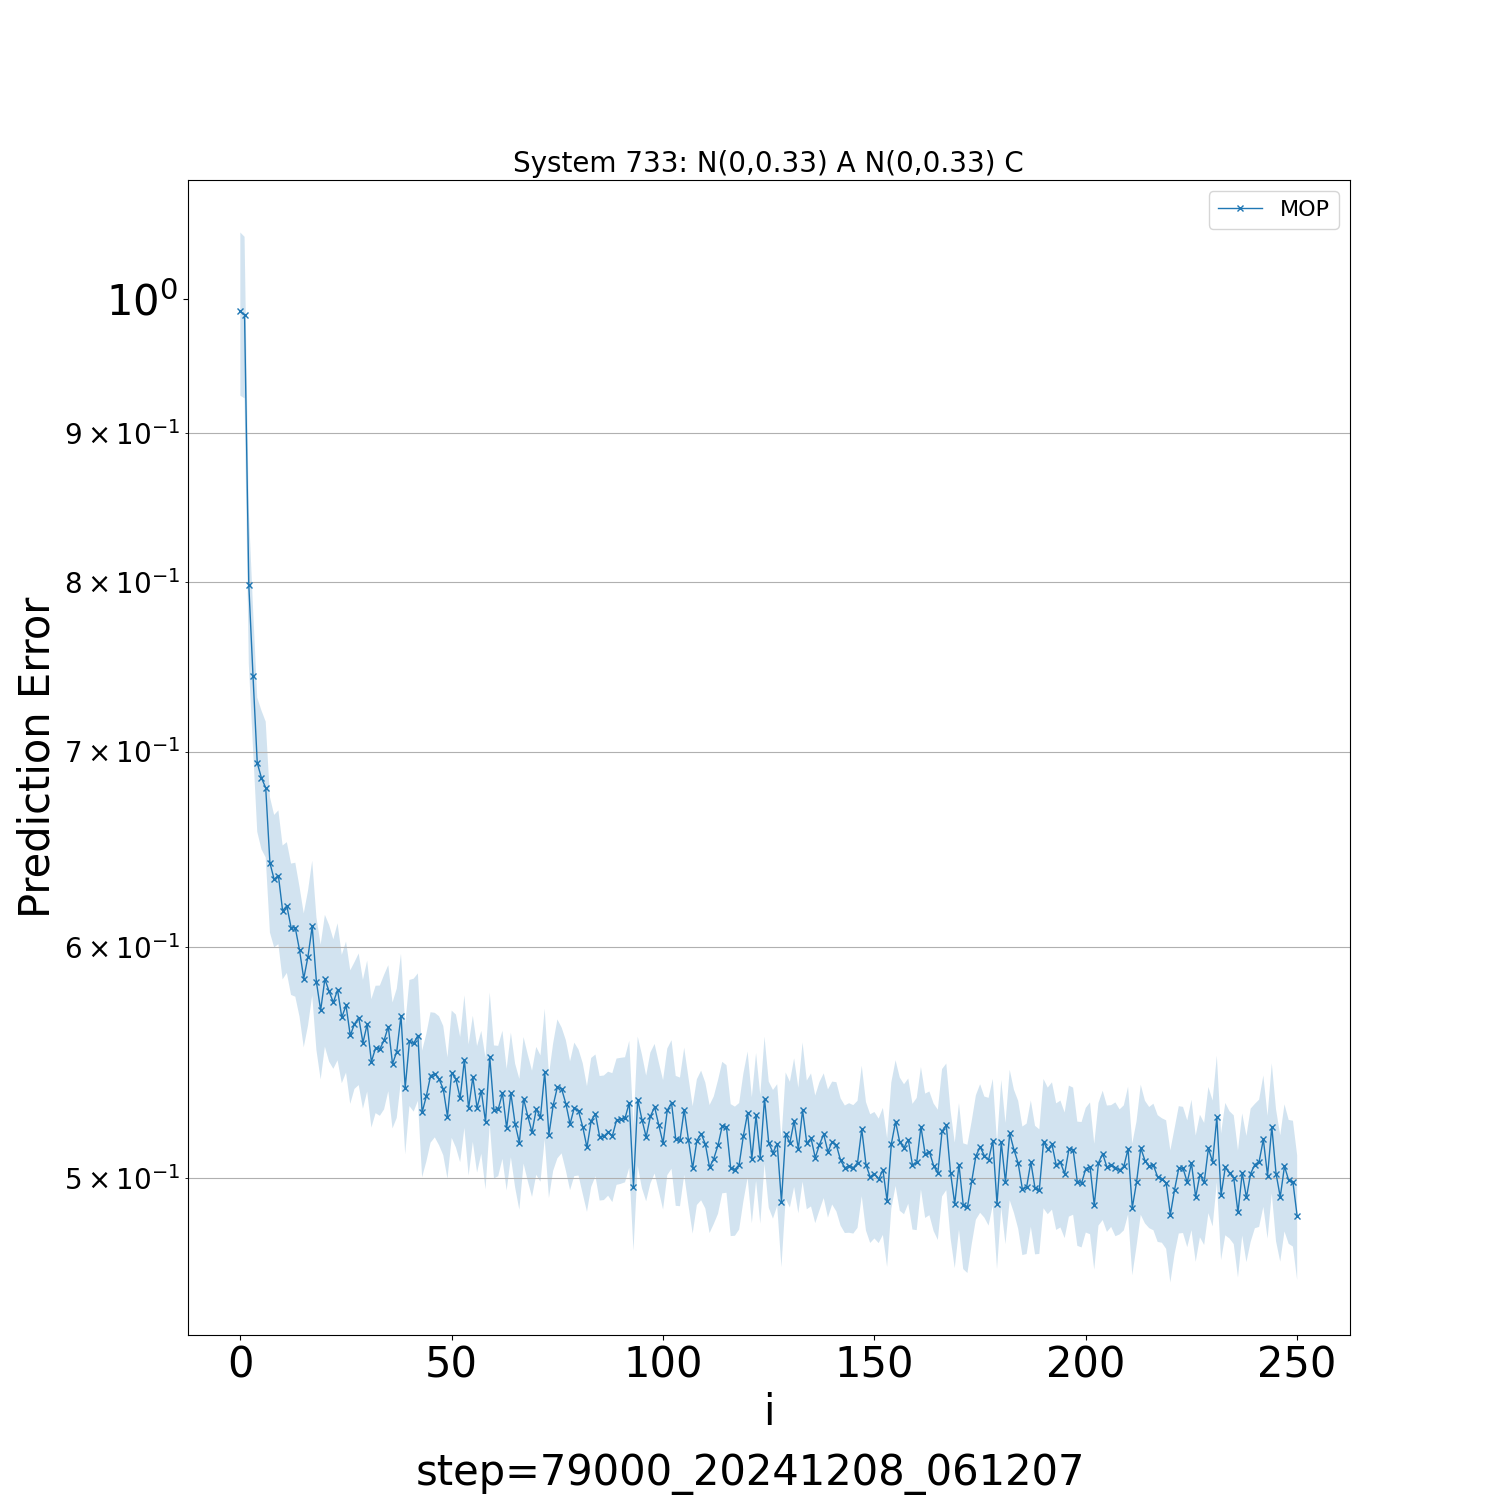 System 733: N(0,0.33) A N(0,0.33) C
MOP
10⁰
9 × 10⁻¹
8 × 10⁻¹
7 × 10⁻¹
6 × 10⁻¹
5 × 10⁻¹
Prediction Error
0 50 100 150 200 250
i
step=79000_20241208_061207